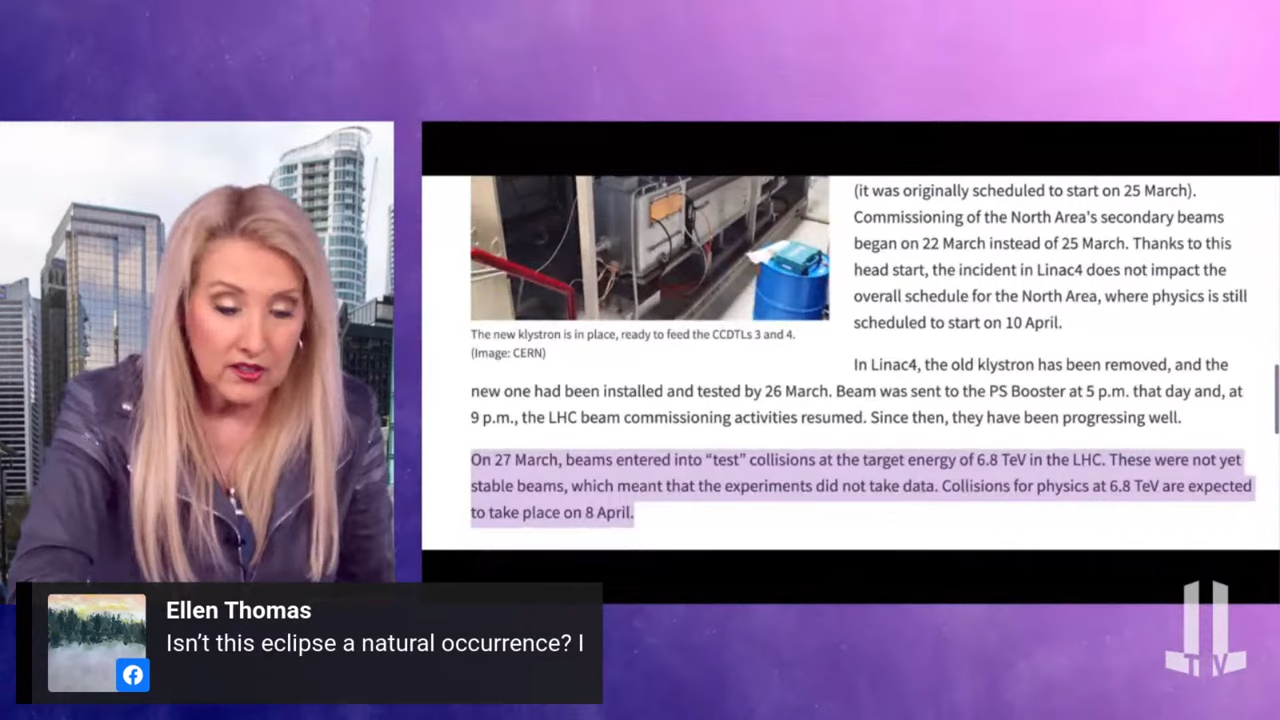 (it was originally scheduled to start on 25 March).
Commissioning of the North Area's secondary beams
began on 22 March instead of 25 March. Thanks to this
head start, the incident in Linac4 does not impact the
overall schedule for the North Area, where physics is still
scheduled to start on 10 April.
The new klystron is in place, ready to feed the CCDTLs 3 and 4.
(Image: CERN)
In Linac4, the old klystron has been removed, and the
new one had been installed and tested by 26 March. Beam was sent to the PS Booster at 5 p.m. that day and, at
9 p.m., the LHC beam commissioning activities resumed. Since then, they have been progressing well.
On 27 March, beams entered into “test” collisions at the target energy of 6.8 TeV in the LHC. These were not yet
stable beams, which meant that the experiments did not take data. Collisions for physics at 6.8 TeV are expected
to take place on 8 April.
Ellen Thomas
Isn’t this eclipse a natural occurrence? I
TV